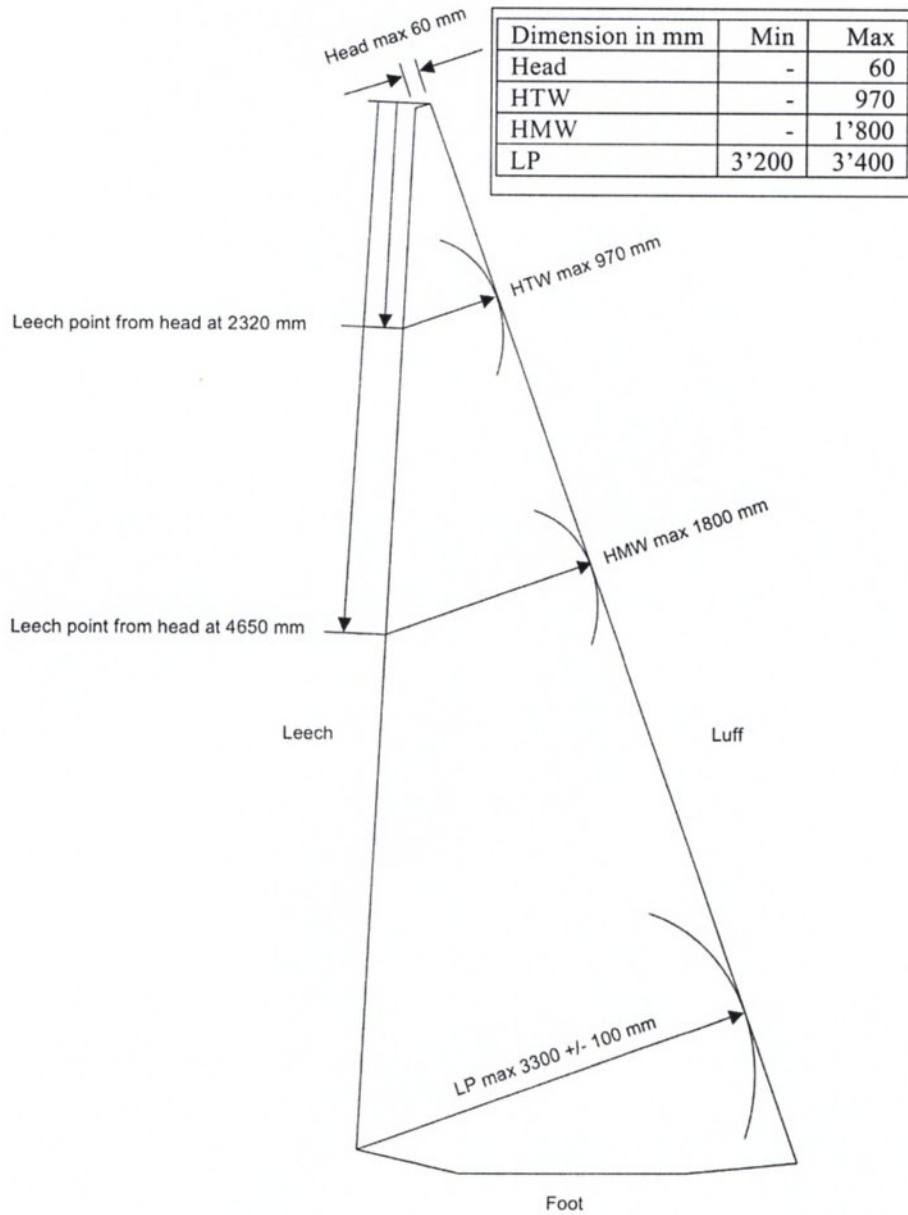 Head max 60 mm
Dimension in mm Min Max
Head - 60
HTW - 970
HMW - 1'800
LP 3'200 3'400
HTW max 970 mm
Leech point from head at 2320 mm
HMW max 1800 mm
Leech point from head at 4650 mm
Leech
Luff
LP max 3300 +/- 100 mm
Foot